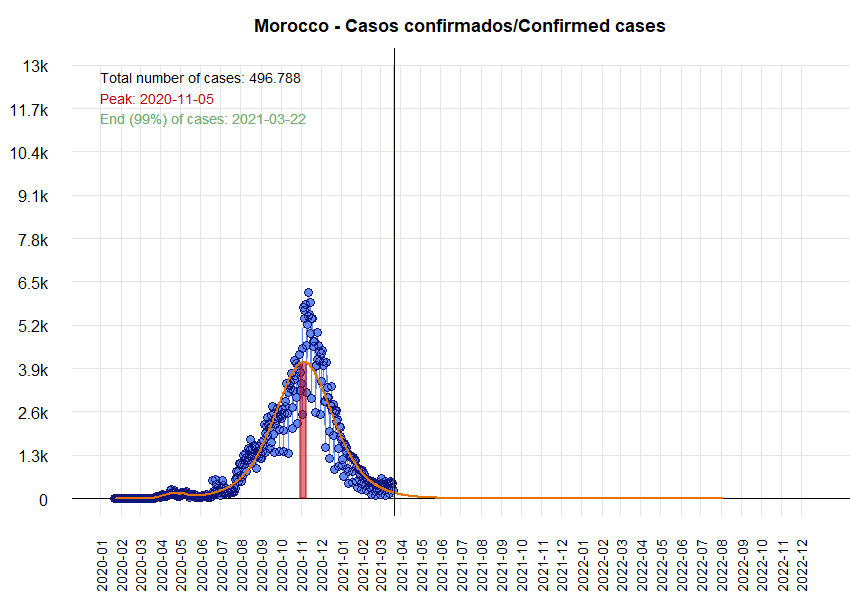 Morocco - Casos confirmados/Confirmed cases
Total number of cases: 496.788
Peak: 2020-11-05
End (99%) of cases: 2021-03-22
13k
11.7k
10.4k
9.1k
7.8k
6.5k
5.2k
3.9k
2.6k
1.3k
0
2020-01
2020-02
2020-03
2020-04
2020-05
2020-06
2020-07
2020-08
2020-09
2020-10
2020-11
2020-12
2021-01
2021-02
2021-03
2021-04
2021-05
2021-06
2021-07
2021-08
2021-09
2021-10
2021-11
2021-12
2022-01
2022-02
2022-03
2022-04
2022-05
2022-06
2022-07
2022-08
2022-09
2022-10
2022-11
2022-12